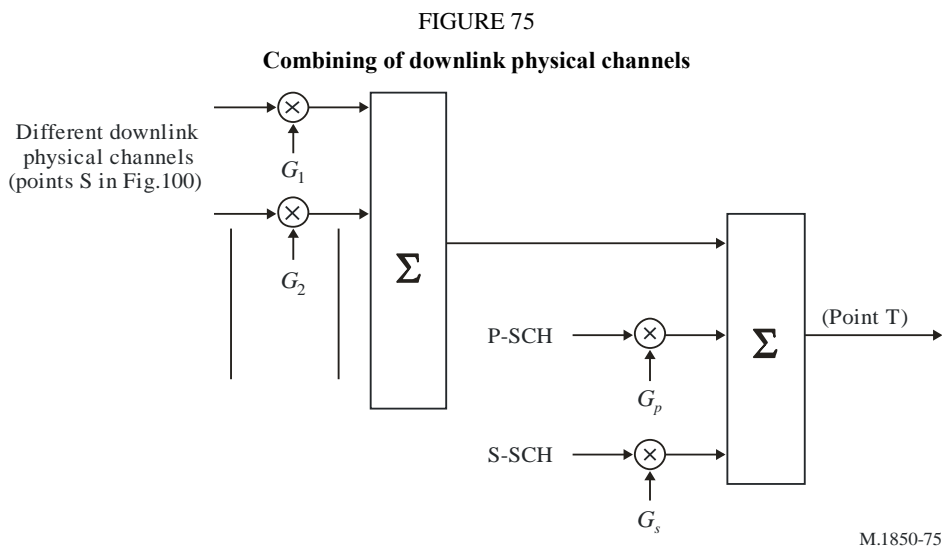 FIGURE 75
Combining of downlink physical channels
Different downlink
physical channels
(points S in Fig.100)
×
G1
×
G2
Σ
P-SCH
×
Gp
S-SCH
×
Gs
Σ
(Point T)
M.1850-75